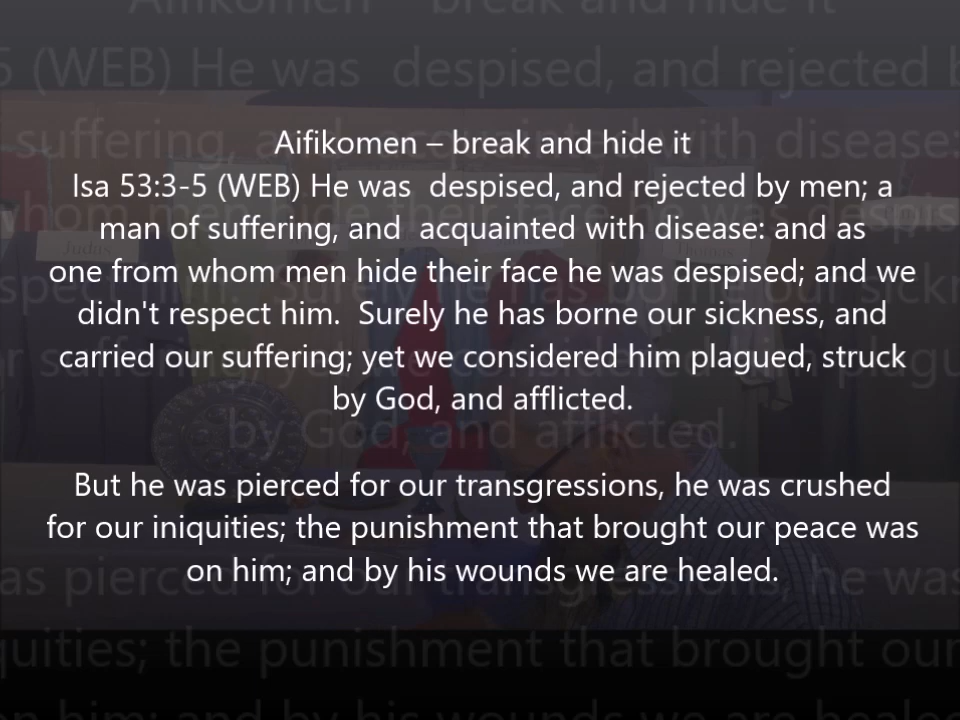 Aifikomen – break and hide it
Isa 53:3-5 (WEB) He was  despised, and rejected by men; a
man of suffering, and  acquainted with disease: and as
one from whom men hide their face he was despised; and we
didn't respect him.  Surely he has borne our sickness, and
carried our suffering; yet we considered him plagued, struck
by God, and afflicted.

But he was pierced for our transgressions, he was crushed
for our iniquities; the punishment that brought our peace was
on him; and by his wounds we are healed.